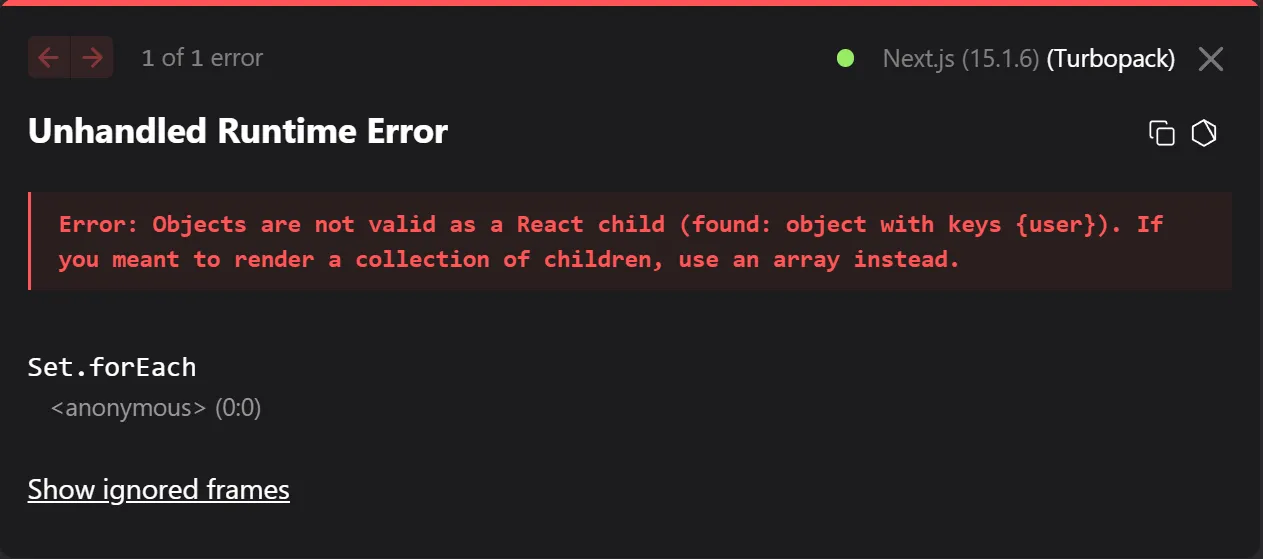 1 of 1 error
Next.js (15.1.6) (Turbopack)
Unhandled Runtime Error
Error: Objects are not valid as a React child (found: object with keys {user}). If
you meant to render a collection of children, use an array instead.
Set.forEach
<anonymous> (0:0)
Show ignored frames